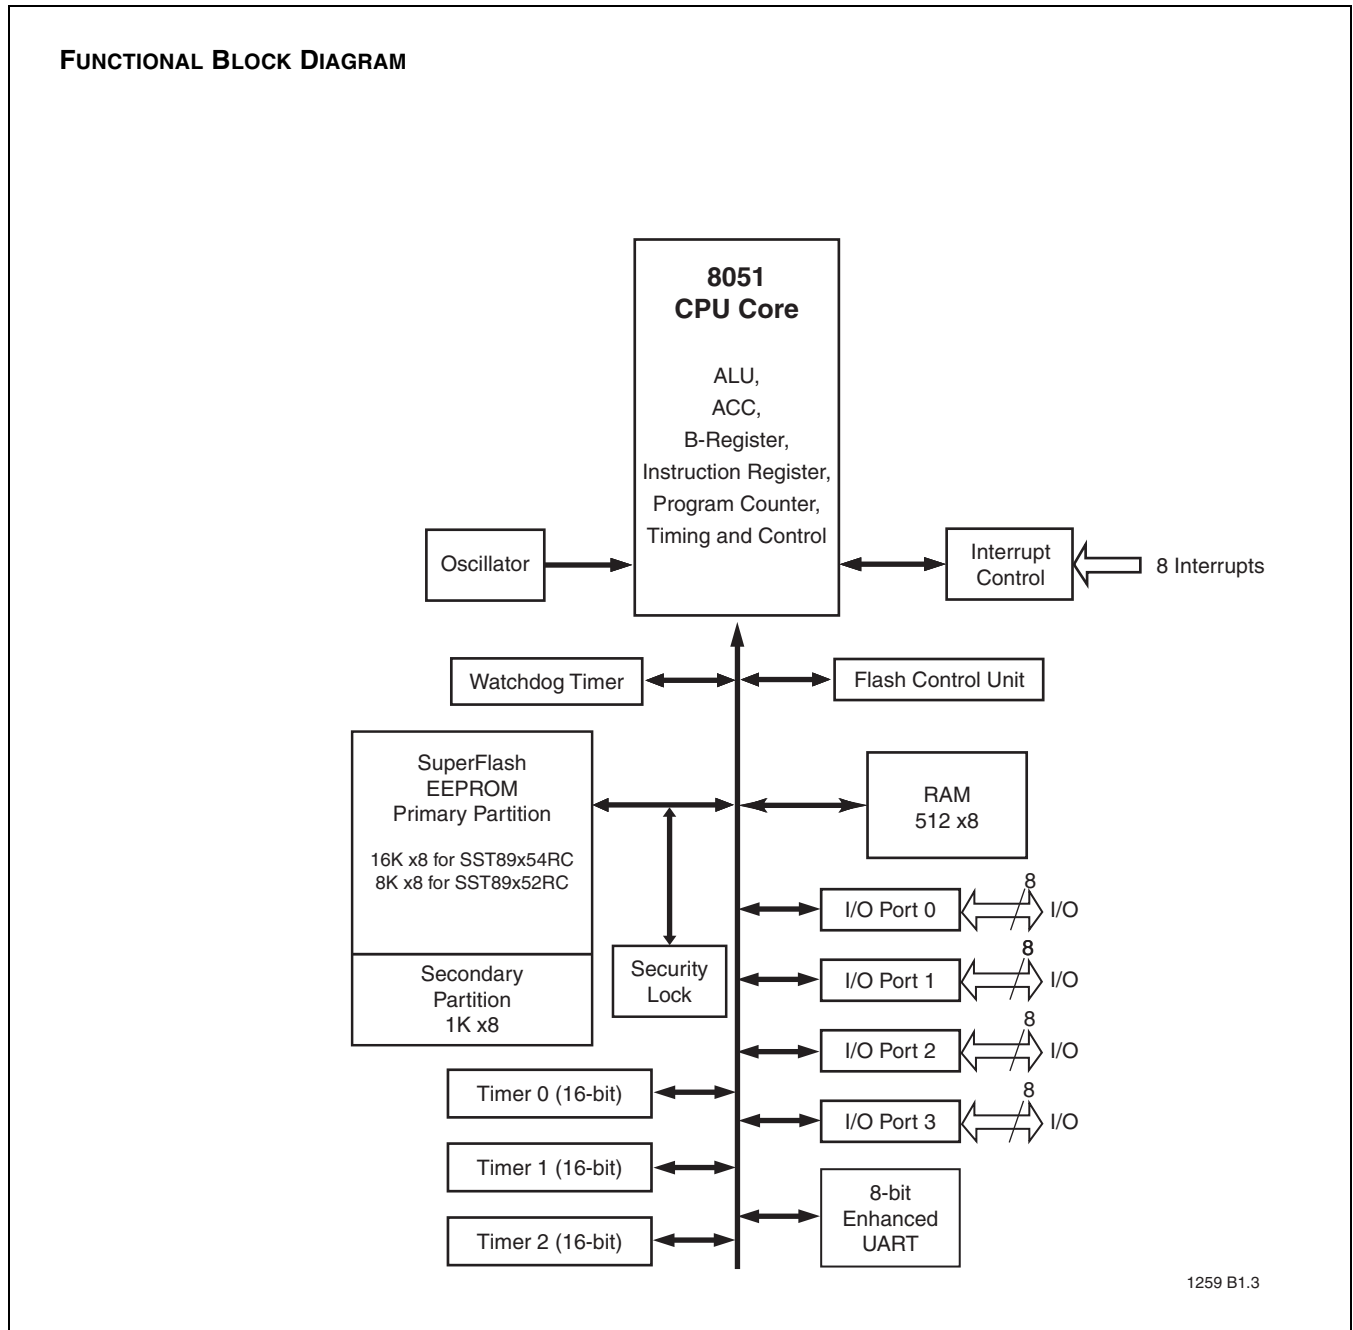 FUNCTIONAL BLOCK DIAGRAM
8051
CPU Core
ALU,
ACC,
B-Register,
Instruction Register,
Program Counter,
Timing and Control
Oscillator
Interrupt
Control
8 Interrupts
Watchdog Timer
Flash Control Unit
SuperFlash
EEPROM
Primary Partition
16K x8 for SST89x54RC
8K x8 for SST89x52RC
RAM
512 x8
8
I/O Port 0
I/O
Secondary
Partition
1K x8
Security
Lock
8
I/O Port 1
I/O
8
I/O Port 2
I/O
Timer 0 (16-bit)
8
I/O Port 3
I/O
Timer 1 (16-bit)
8-bit
Enhanced
UART
Timer 2 (16-bit)
1259 B1.3